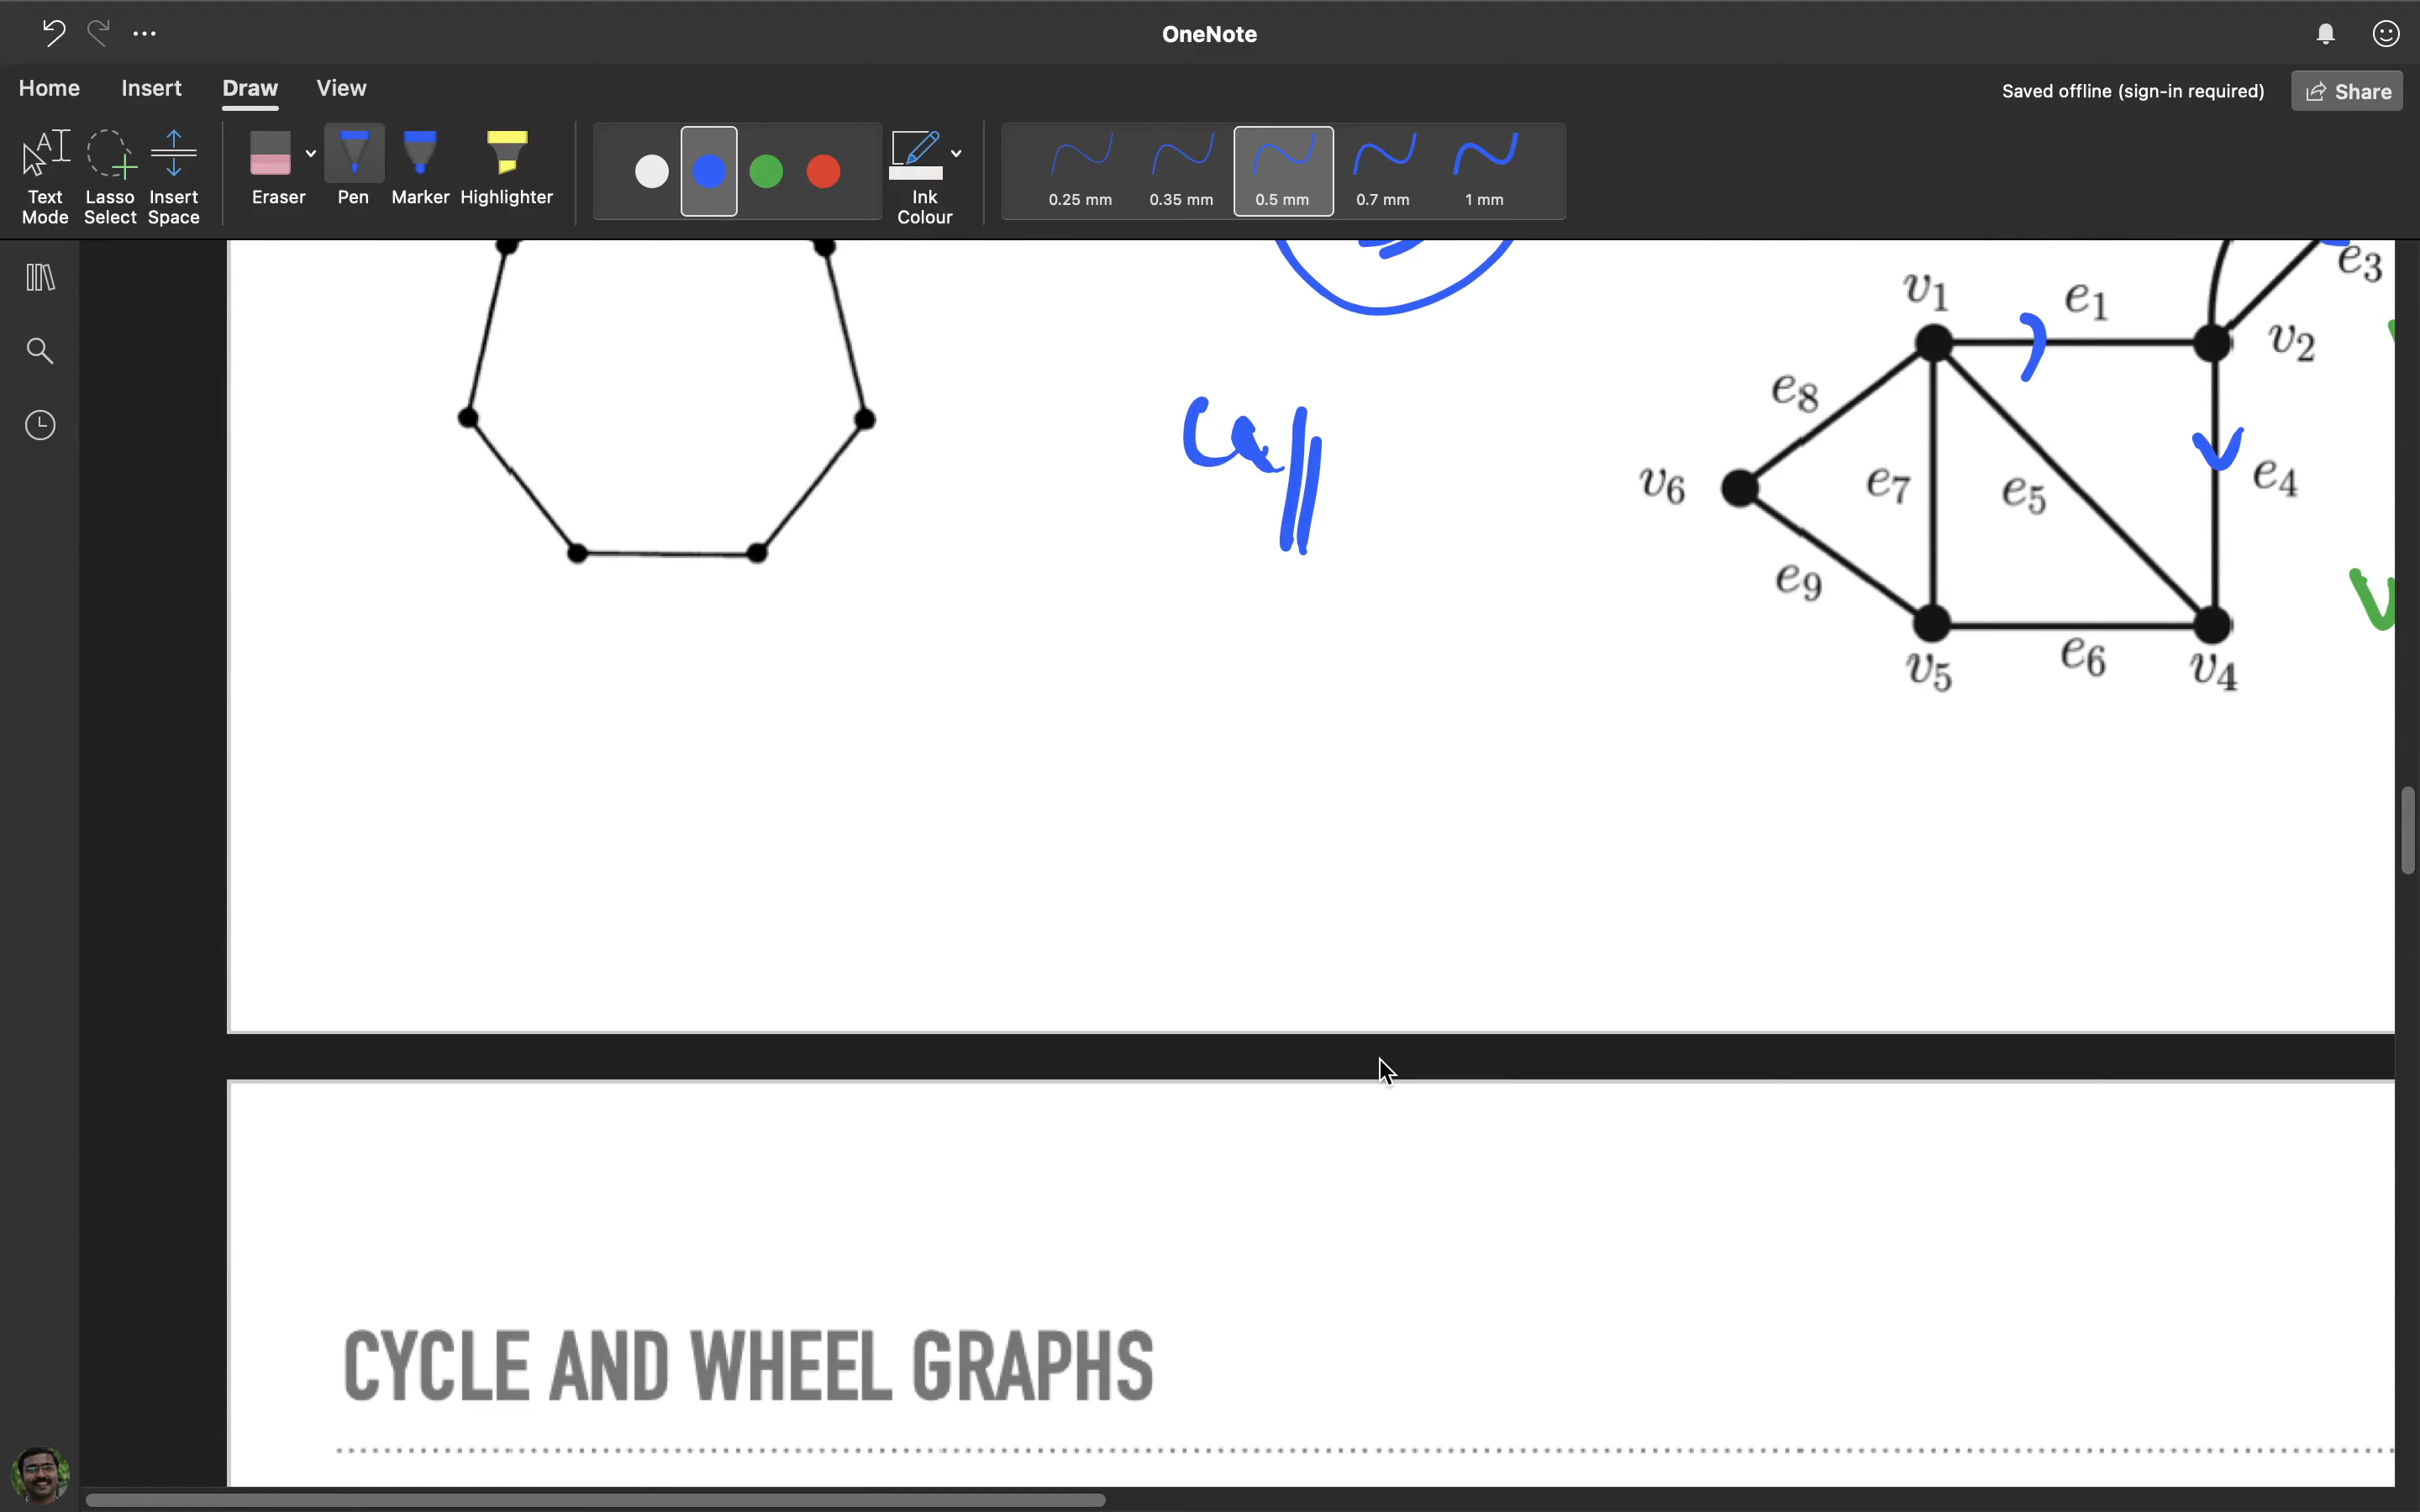 OneNote
Home Insert Draw View
Saved offline (sign-in required) Share
Text Mode
Lasso Select
Insert Space
Eraser
Pen
Marker
Highlighter
Ink Colour
0.25 mm
0.35 mm
0.5 mm
0.7 mm
1 mm
e3
v1
e1
v2
e8
v6
e7
e5
e4
e9
v5
e6
v4
CYCLE AND WHEEL GRAPHS